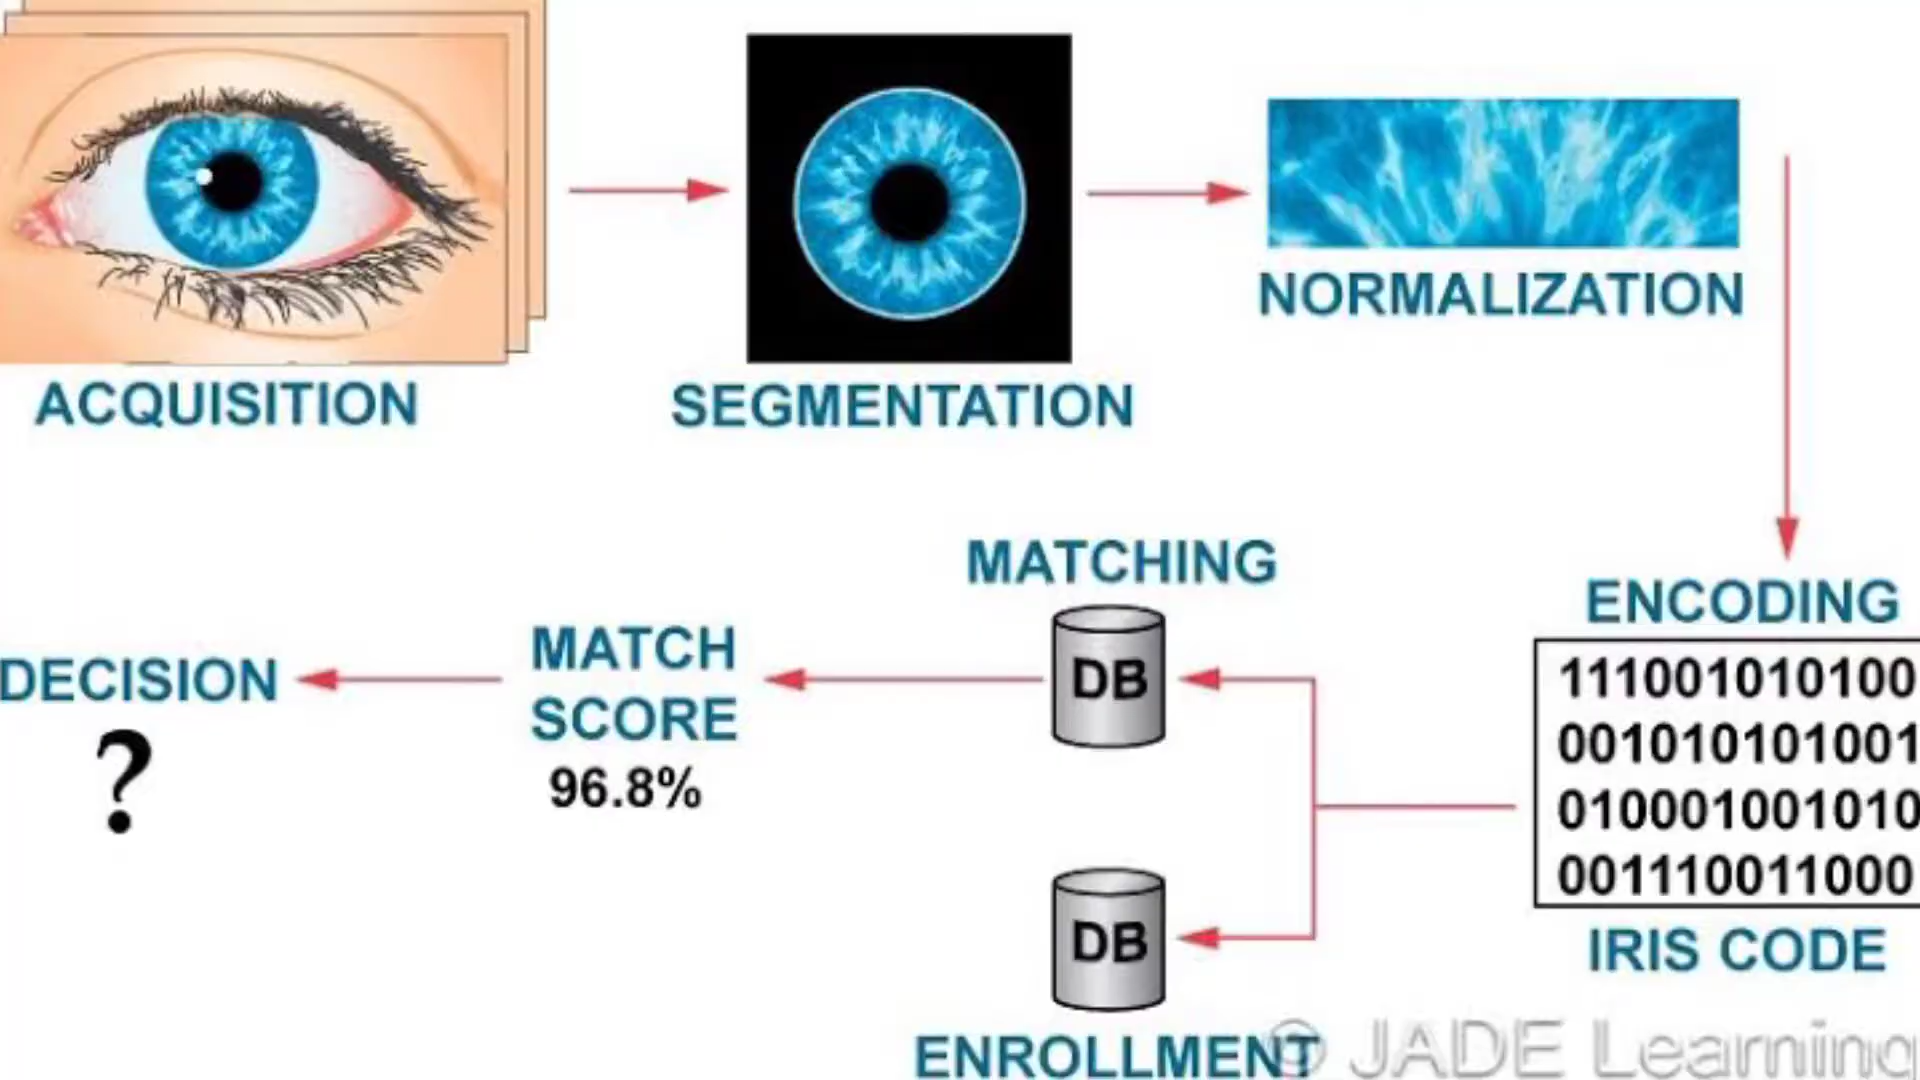 ACQUISITION
SEGMENTATION
NORMALIZATION
ENCODING
111001010100
001010101001
010001001010
001110011000
IRIS CODE
MATCHING
DB
DB
ENROLLMENT
MATCH
SCORE
96.8%
DECISION
?
© JADE Learning